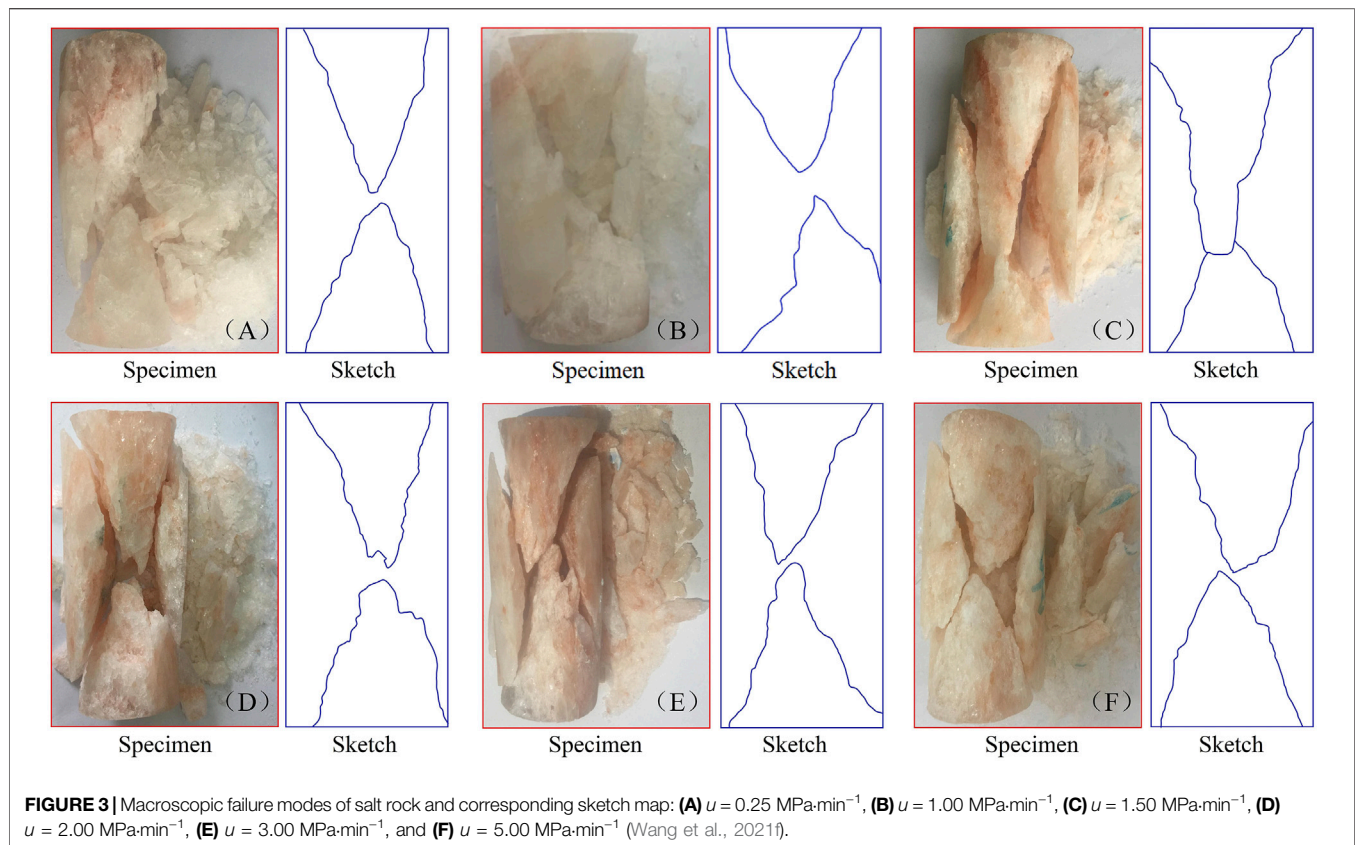 （A）
（B）
（C）
Specimen Sketch Specimen Sketch Specimen Sketch
（D）
（E）
（F）
Specimen Sketch Specimen Sketch Specimen Sketch
FIGURE 3 | Macroscopic failure modes of salt rock and corresponding sketch map: (A) u = 0.25 MPa·min⁻¹, (B) u = 1.00 MPa·min⁻¹, (C) u = 1.50 MPa·min⁻¹, (D)
u = 2.00 MPa·min⁻¹, (E) u = 3.00 MPa·min⁻¹, and (F) u = 5.00 MPa·min⁻¹ (Wang et al., 2021f).